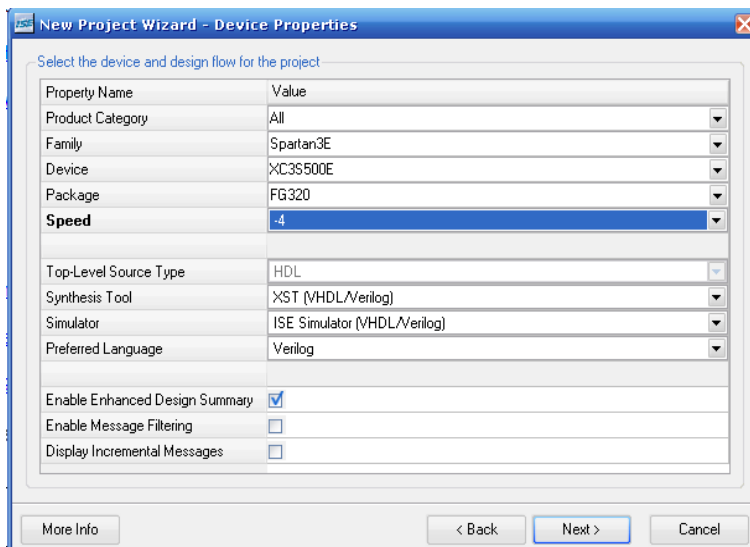 ISE New Project Wizard - Device Properties
Select the device and design flow for the project
Property Name Value
Product Category All
Family Spartan3E
Device XC3S500E
Package FG320
Speed -4
Top-Level Source Type HDL
Synthesis Tool XST (VHDL/Verilog)
Simulator ISE Simulator (VHDL/Verilog)
Preferred Language Verilog
Enable Enhanced Design Summary
Enable Message Filtering
Display Incremental Messages
More Info < Back Next > Cancel